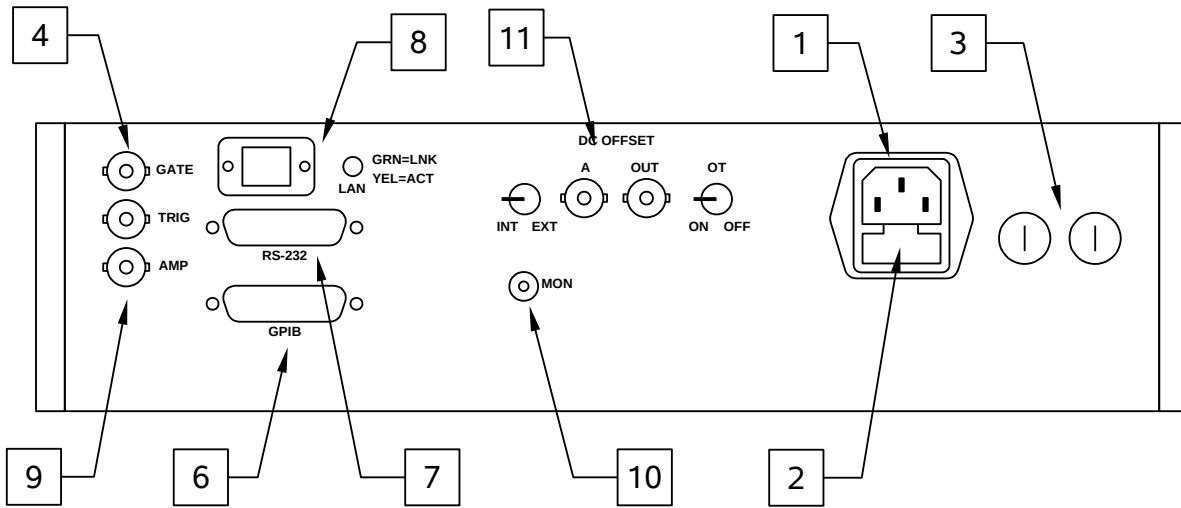 4
8
11
1
3
DC OFFSET
GATE
GRN=LNK
YEL=ACT
LAN
A
OUT
OT
TRIG
INT EXT
ON OFF
RS-232
AMP
MON
GPIB
9
6
7
10
2